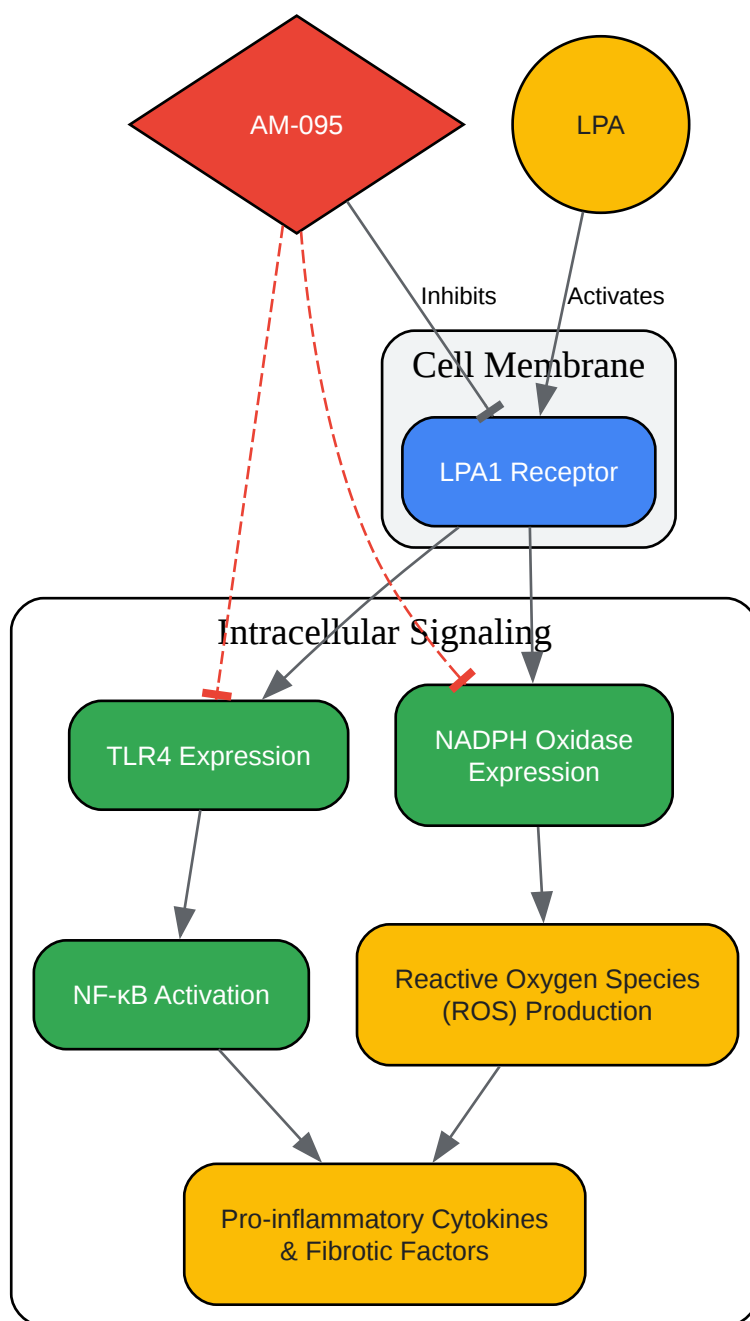 AM-095
LPA
Inhibits
Activates
Cell Membrane
LPA1 Receptor
Intracellular Signaling
TLR4 Expression
NADPH Oxidase
Expression
NF-κB Activation
Reactive Oxygen Species
(ROS) Production
Pro-inflammatory Cytokines
& Fibrotic Factors